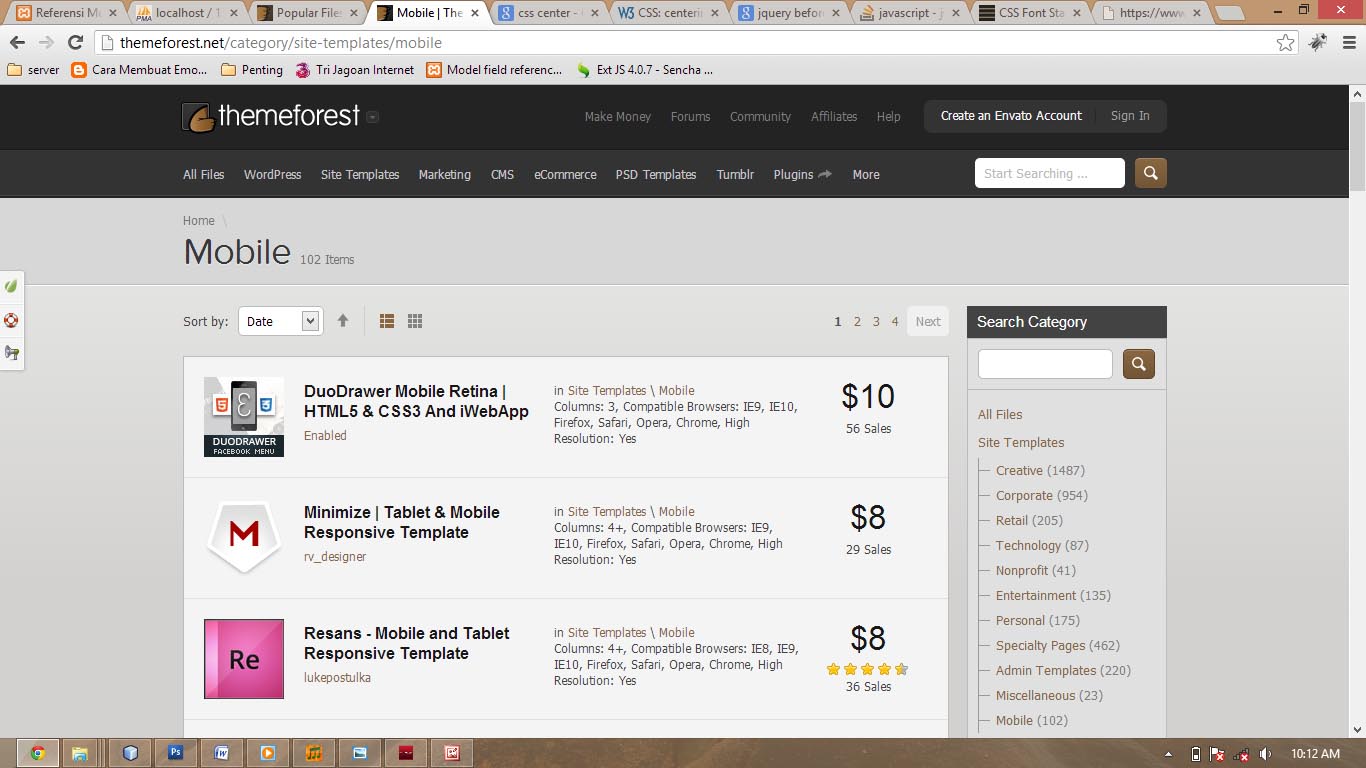 Referensi Mu
localhost / 1
Popular Files
Mobile | The
css center -
CSS: centerin
jquery befor
javascript - j
CSS Font Sta
https://www
themeforest.net/category/site-templates/mobile
server
Cara Membuat Emo...
Penting
Tri Jagoan Internet
Model field referenc...
Ext JS 4.0.7 - Sencha ...
themeforest
Make Money
Forums
Community
Affiliates
Help
Create an Envato Account
Sign In
All Files
WordPress
Site Templates
Marketing
CMS
eCommerce
PSD Templates
Tumblr
Plugins
More
Start Searching ...
Home \
Mobile 102 Items
Sort by: Date
1 2 3 4 Next
DUODRAWER
FACEBOOK MENU
DuoDrawer Mobile Retina |
HTML5 & CSS3 And iWebApp
Enabled
in Site Templates \ Mobile
Columns: 3, Compatible Browsers: IE9, IE10,
Firefox, Safari, Opera, Chrome, High
Resolution: Yes
$10
56 Sales
M
Minimize | Tablet & Mobile
Responsive Template
rv_designer
in Site Templates \ Mobile
Columns: 4+, Compatible Browsers: IE9,
IE10, Firefox, Safari, Opera, Chrome, High
Resolution: Yes
$8
29 Sales
Re
Resans - Mobile and Tablet
Responsive Template
lukepostulka
in Site Templates \ Mobile
Columns: 4+, Compatible Browsers: IE8, IE9,
IE10, Firefox, Safari, Opera, Chrome, High
Resolution: Yes
$8
36 Sales
Search Category
All Files
Site Templates
Creative (1487)
Corporate (954)
Retail (205)
Technology (87)
Nonprofit (41)
Entertainment (135)
Personal (175)
Specialty Pages (462)
Admin Templates (220)
Miscellaneous (23)
Mobile (102)
10:12 AM